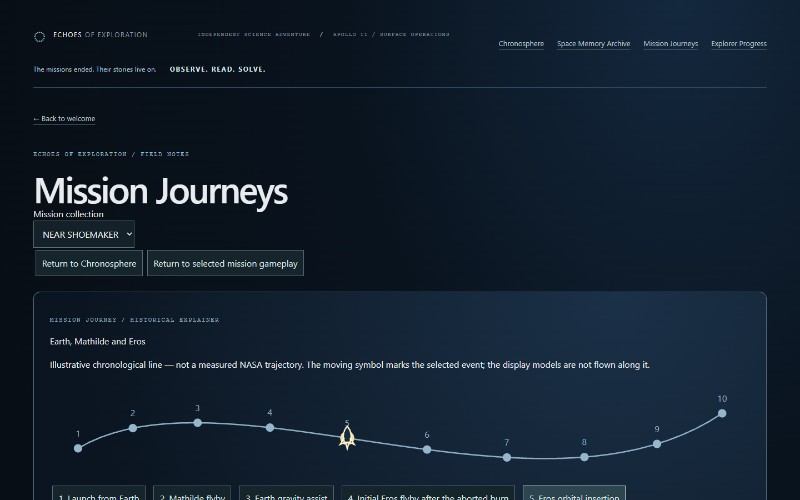 ECHOES OF EXPLORATION
INDEPENDENT SCIENCE ADVENTURE / APOLLO 11 / SURFACE OPERATIONS
Chronosphere Space Memory Archive Mission Journeys Explorer Progress
The missions ended. Their stories live on. OBSERVE. READ. SOLVE.
← Back to welcome
ECHOES OF EXPLORATION / FIELD NOTES
Mission Journeys
Mission collection
NEAR SHOEMAKER
Return to Chronosphere Return to selected mission gameplay
MISSION JOURNEY / HISTORICAL EXPLAINER
Earth, Mathilde and Eros
Illustrative chronological line — not a measured NASA trajectory. The moving symbol marks the selected event; the display models are not flown along it.
1 2 3 4 5 6 7 8 9 10
1. Launch from Earth 2. Mathilde flyby 3. Earth gravity assist 4. Initial Eros flyby after the aborted burn 5. Eros orbital insertion